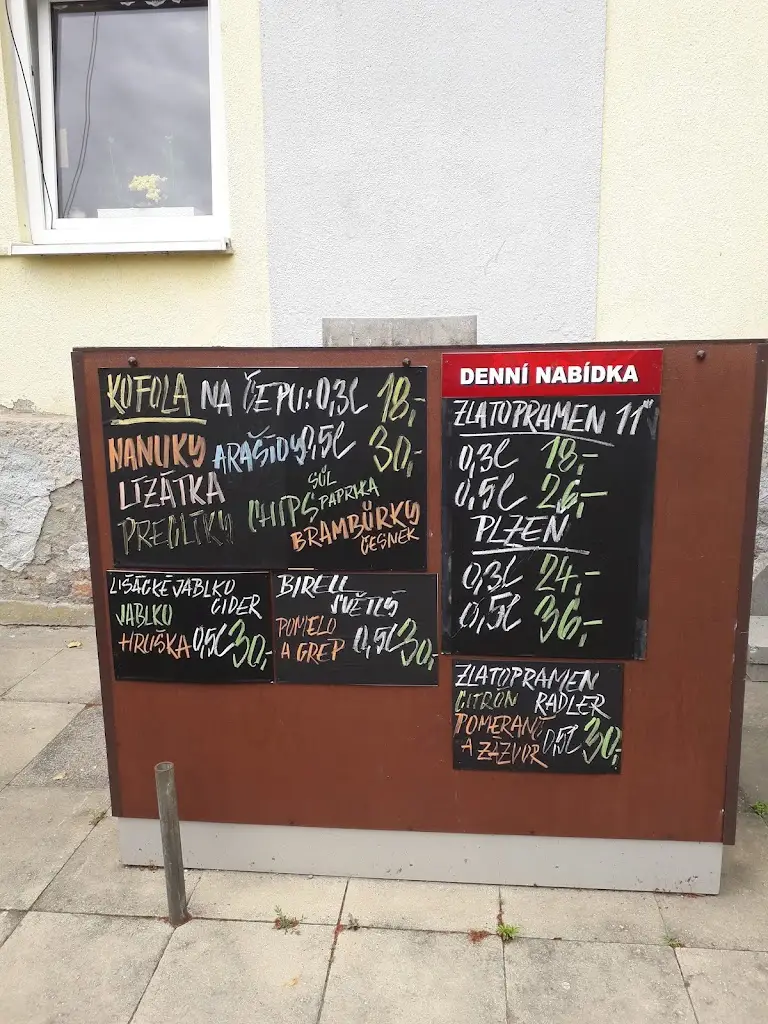 KOFOLA NA ČEPU: 0,3L 18,-
NANUKY ARAŠÍDY 0,5L 30,-
LÍZÁTKA
SŮL
PRECLÍKY CHIPS PAPRIKA
BRAMBŮRKY
ČESNEK
LIŠÁCKÉ JABLKO
JABLKO CIDER
HRUŠKA 0,5L 30,-
BIRELL
SVĚTLÝ
POMELO
A GREP 0,5L 30,-
DENNÍ NABÍDKA
ZLATOPRAMEN 11"
0,3L 18,-
0,5L 26,-
PLZEN
0,3L 24,-
0,5L 36,-
ZLATOPRAMEN
CITRÓN RADLER
POMERANČ
A ZÁZVOR 0,5L 30,-